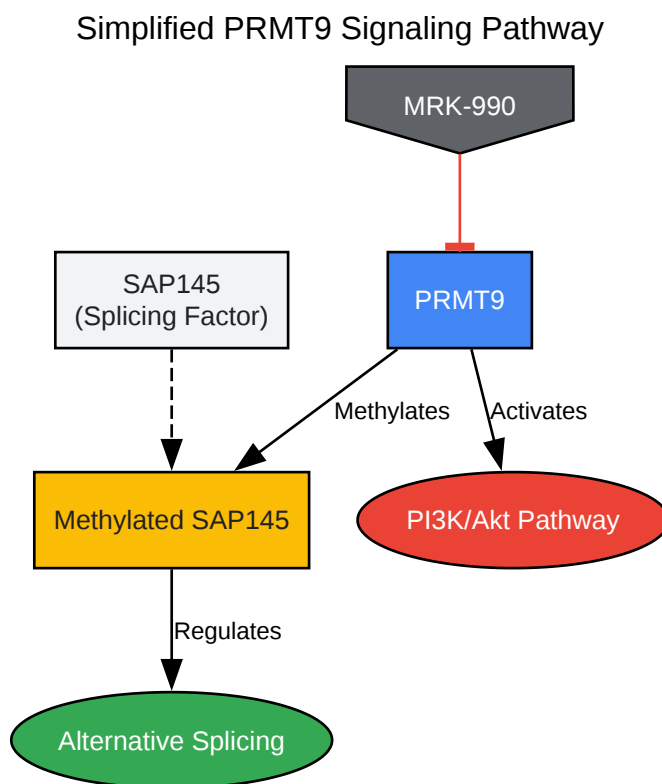 Simplified PRMT9 Signaling Pathway
MRK-990
SAP145
(Splicing Factor)
PRMT9
Methylates
Activates
Methylated SAP145
PI3K/Akt Pathway
Regulates
Alternative Splicing